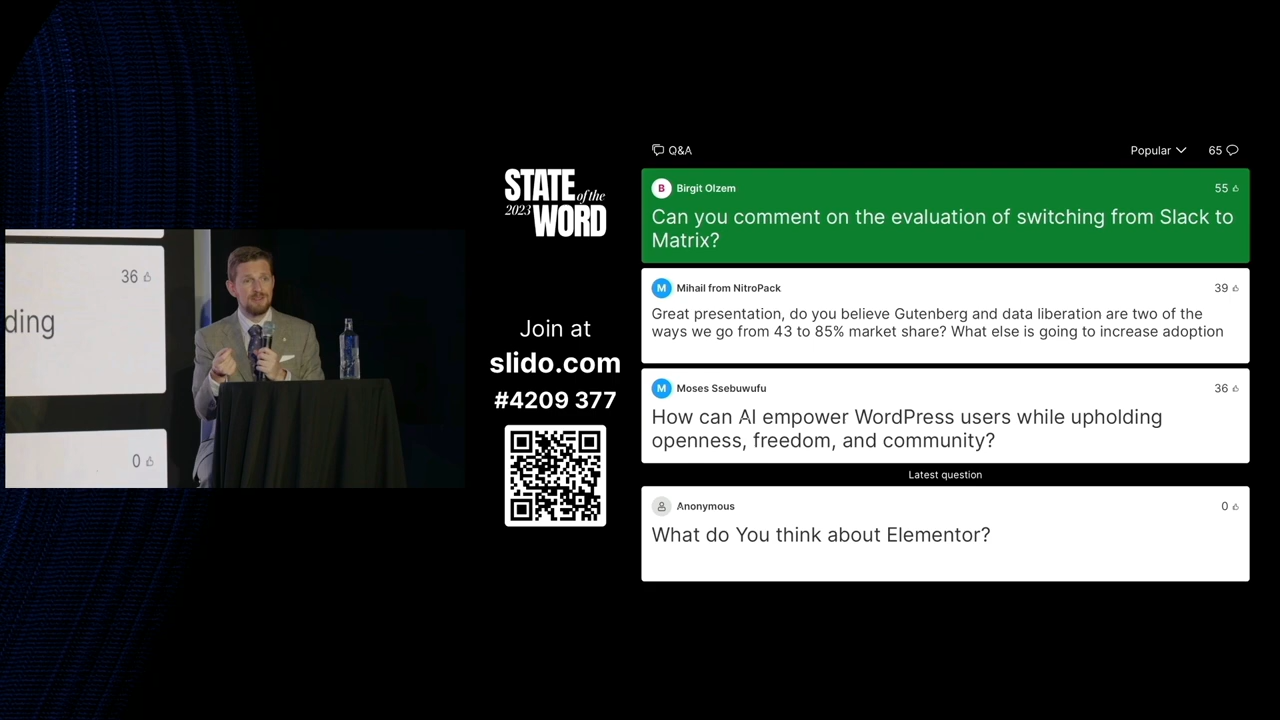 36
ding
0
STATE of the
2023 WORD
Join at
slido.com
#4209 377
Q&A
Popular
65
B
Birgit Olzem
55
Can you comment on the evaluation of switching from Slack to
Matrix?
M
Mihail from NitroPack
39
Great presentation, do you believe Gutenberg and data liberation are two of the
ways we go from 43 to 85% market share? What else is going to increase adoption
M
Moses Ssebuwufu
36
How can AI empower WordPress users while upholding
openness, freedom, and community?
Latest question
Anonymous
0
What do You think about Elementor?